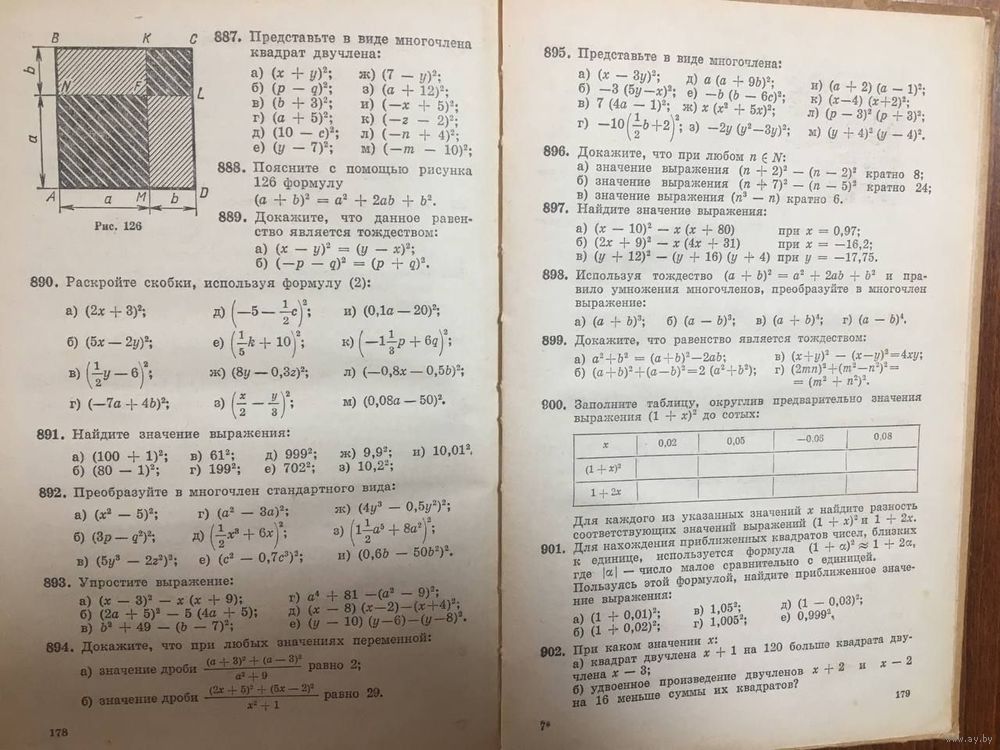 B K C
b N F L
a
A a M b D
Рис. 126
887. Представьте в виде многочлена
квадрат двучлена:
а) (x + y)²; ж) (7 — y)²;
б) (p — q)²; з) (a + 12)²;
в) (b + 3)²; и) (—x + 5)²;
г) (a + 5)²; к) (—z — 2)²;
д) (10 — c)²; л) (—n + 4)²;
е) (y — 7)²; м) (—m — 10)²;
888. Поясните с помощью рисунка
126 формулу
(a + b)² = a² + 2ab + b².
889. Докажите, что данное равен-
ство является тождеством:
а) (x — y)² = (y — x)²;
б) (—p — q)² = (p + q)².
890. Раскройте скобки, используя формулу (2):
а) (2x + 3)²; д) (—5 — 1/2 c)²; и) (0,1a — 20)²;
б) (5x — 2y)²; е) (1/5 k + 10)²; к) (—1 1/3 p + 6q)²;
в) (1/2 y — 6)²; ж) (8y — 0,3z)²; л) (—0,8x — 0,5b)²;
г) (—7a + 4b)²; з) (x/2 — y/3)²; м) (0,08a — 50)².
891. Найдите значение выражения:
а) (100 + 1)²; в) 61²; д) 999²; ж) 9,9²; и) 10,01².
б) (80 — 1)²; г) 199²; е) 702²; з) 10,2²;
892. Преобразуйте в многочлен стандартного вида:
а) (x² — 5)²; г) (a² — 3a)²; ж) (4y³ — 0,5y²)²;
б) (3p — q²)²; д) (1/2 x³ + 6x)²; з) (1 1/2 a⁵ + 8a²)²;
в) (5y³ — 2z²)²; е) (c² — 0,7c³)²; и) (0,6b — 50b²)².
893. Упростите выражение:
а) (x — 3)² — x (x + 9); г) a⁴ + 81 —(a² — 9)²;
б) (2a + 5)² — 5 (4a + 5); д) (x — 8) (x—2)—(x+4)²;
в) b² + 49 — (b — 7)²; е) (y — 10) (y—6)—(y—8)².
894. Докажите, что при любых значениях переменной:
а) значение дроби (a + 3)² + (a — 3)² / a² + 9 равно 2;
б) значение дроби (2x + 5)² + (5x — 2)² / x² + 1 равно 29.
178
895. Представьте в виде многочлена:
а) (x — 3y)²; д) a (a + 9b)²; и) (a + 2) (a — 1)²;
б) —3 (5y—x)²; е) —b (b — 6c)²; к) (x—4) (x+2)²;
в) 7 (4a — 1)²; ж) x (x² + 5x)²; л) (p — 3)² (p + 3)²;
г) —10(1/2 b+2)²; з) —2y (y²—3y)²; м) (y + 4)² (y — 4)².
896. Докажите, что при любом n ∈ N:
а) значение выражения (n + 2)² — (n — 2)² кратно 8;
б) значение выражения (n + 7)² — (n — 5)² кратно 24;
в) значение выражения (n³ — n) кратно 6.
897. Найдите значение выражения:
а) (x — 10)² — x (x + 80) при x = 0,97;
б) (2x + 9)² — x (4x + 31) при x = —16,2;
в) (y + 12)² — (y + 16) (y + 4) при y = —17,75.
898. Используя тождество (a + b)² = a² + 2ab + b² и пра-
вило умножения многочленов, преобразуйте в многочлен
выражение:
а) (a + b)³; б) (a — b)³; в) (a + b)⁴; г) (a — b)⁴.
899. Докажите, что равенство является тождеством:
а) a²+b² = (a+b)²—2ab; в) (x+y)² — (x—y)²=4xy;
б) (a+b)²+(a—b)²=2 (a²+b²); г) (2mn)²+(m²—n²)²=
= (m² + n²)².
900. Заполните таблицу, округлив предварительно значения
выражения (1 + x)² до сотых:
x 0,02 0,05 —0.06 0,08
(1 + x)²
1 + 2x
Для каждого из указанных значений x найдите разность
соответствующих значений выражений (1 + x)² и 1 + 2x.
901. Для нахождения приближенных квадратов чисел, близких
к единице, используется формула (1 + α)² ≈ 1 + 2α,
где |α| — число малое сравнительно с единицей.
Пользуясь этой формулой, найдите приближенное значе-
ние выражения:
а) (1 + 0,01)²; в) 1,05²; д) (1 — 0,03)²;
б) (1 + 0,02)²; г) 1,005²; е) 0,999².
902. При каком значении x:
а) квадрат двучлена x + 1 на 120 больше квадрата дву-
члена x — 3;
б) удвоенное произведение двучленов x + 2 и x — 2
на 16 меньше суммы их квадратов?
7* 179
www.ay.by